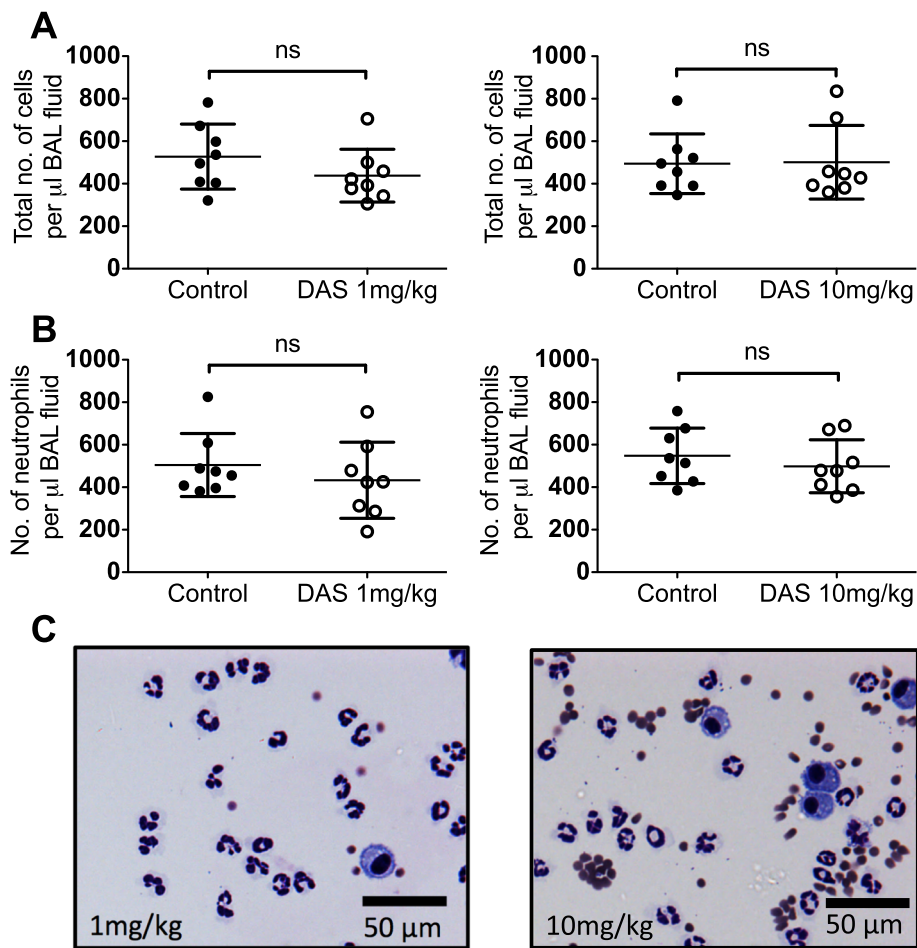 A
Total no. of cells
per µl BAL fluid
1000
800
600
400
200
0
ns
Control
DAS 1mg/kg
Total no. of cells
per µl BAL fluid
1000
800
600
400
200
0
ns
Control
DAS 10mg/kg
B
No. of neutrophils
per µl BAL fluid
1000
800
600
400
200
0
ns
Control
DAS 1mg/kg
No. of neutrophils
per µl BAL fluid
1000
800
600
400
200
0
ns
Control
DAS 10mg/kg
C
1mg/kg
50 µm
10mg/kg
50 µm